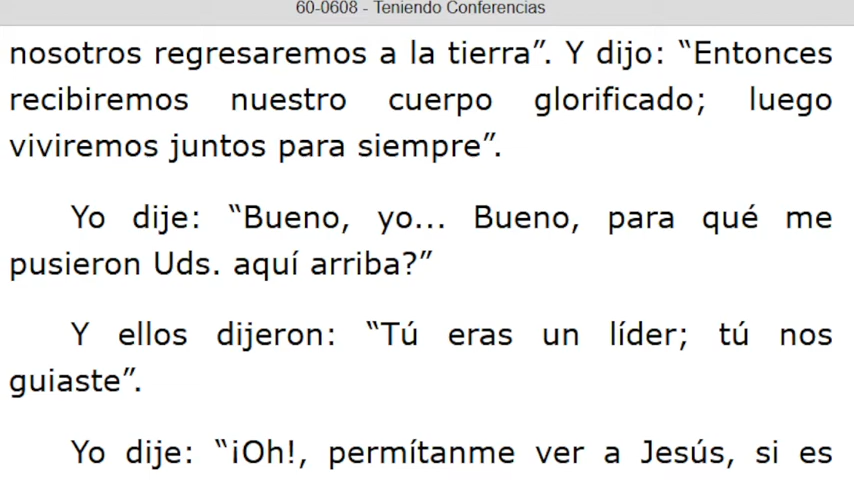 60-0608 - Teniendo Conferencias
nosotros regresaremos a la tierra”. Y dijo: “Entonces
recibiremos nuestro cuerpo glorificado; luego
viviremos juntos para siempre”.
Yo dije: “Bueno, yo... Bueno, para qué me
pusieron Uds. aquí arriba?”
Y ellos dijeron: “Tú eras un líder; tú nos
guiaste”.
Yo dije: “¡Oh!, permítanme ver a Jesús, si es